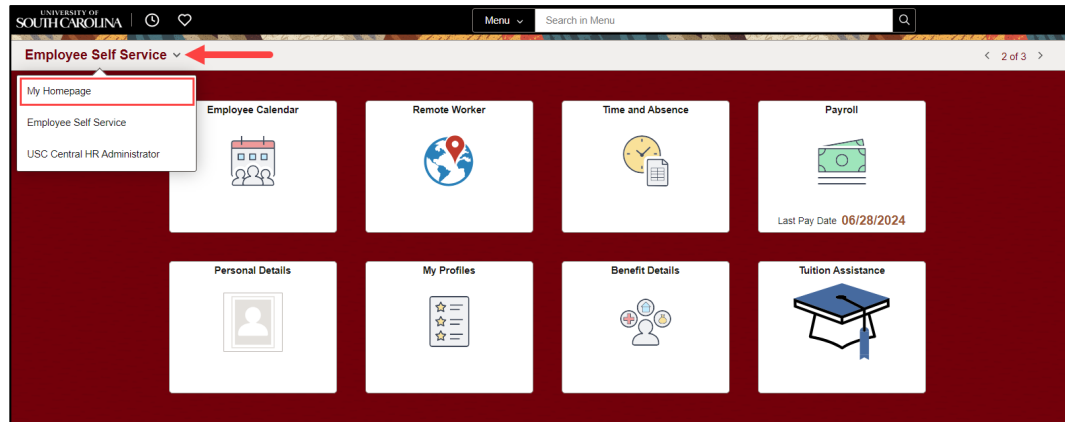 UNIVERSITY OF
SOUTH CAROLINA
Menu
Search in Menu
Employee Self Service
2 of 3
My Homepage
Employee Self Service
USC Central HR Administrator
Employee Calendar
Remote Worker
Time and Absence
Payroll
Last Pay Date 06/28/2024
Personal Details
My Profiles
Benefit Details
Tuition Assistance